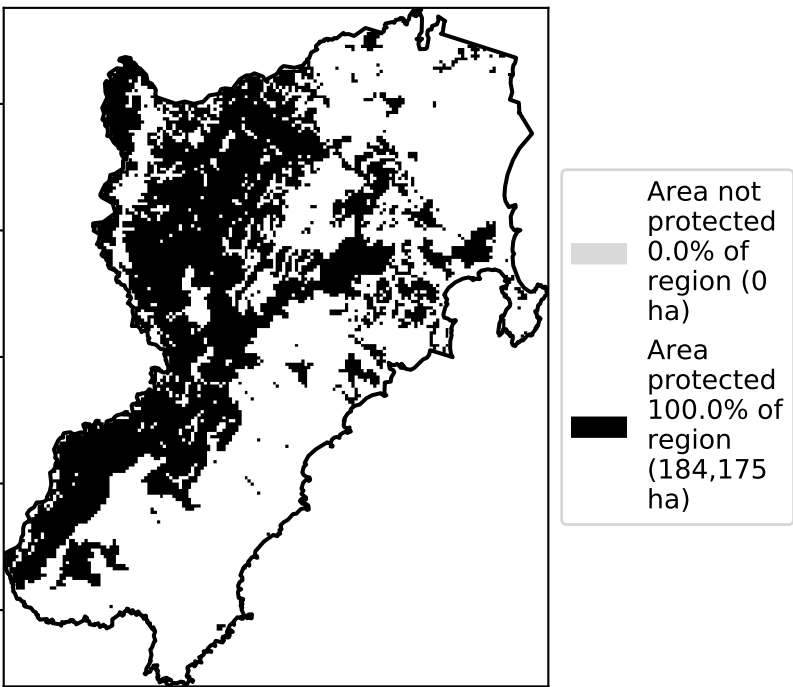 Area not
protected
0.0% of
region (0
ha)
Area
protected
100.0% of
region
(184,175
ha)